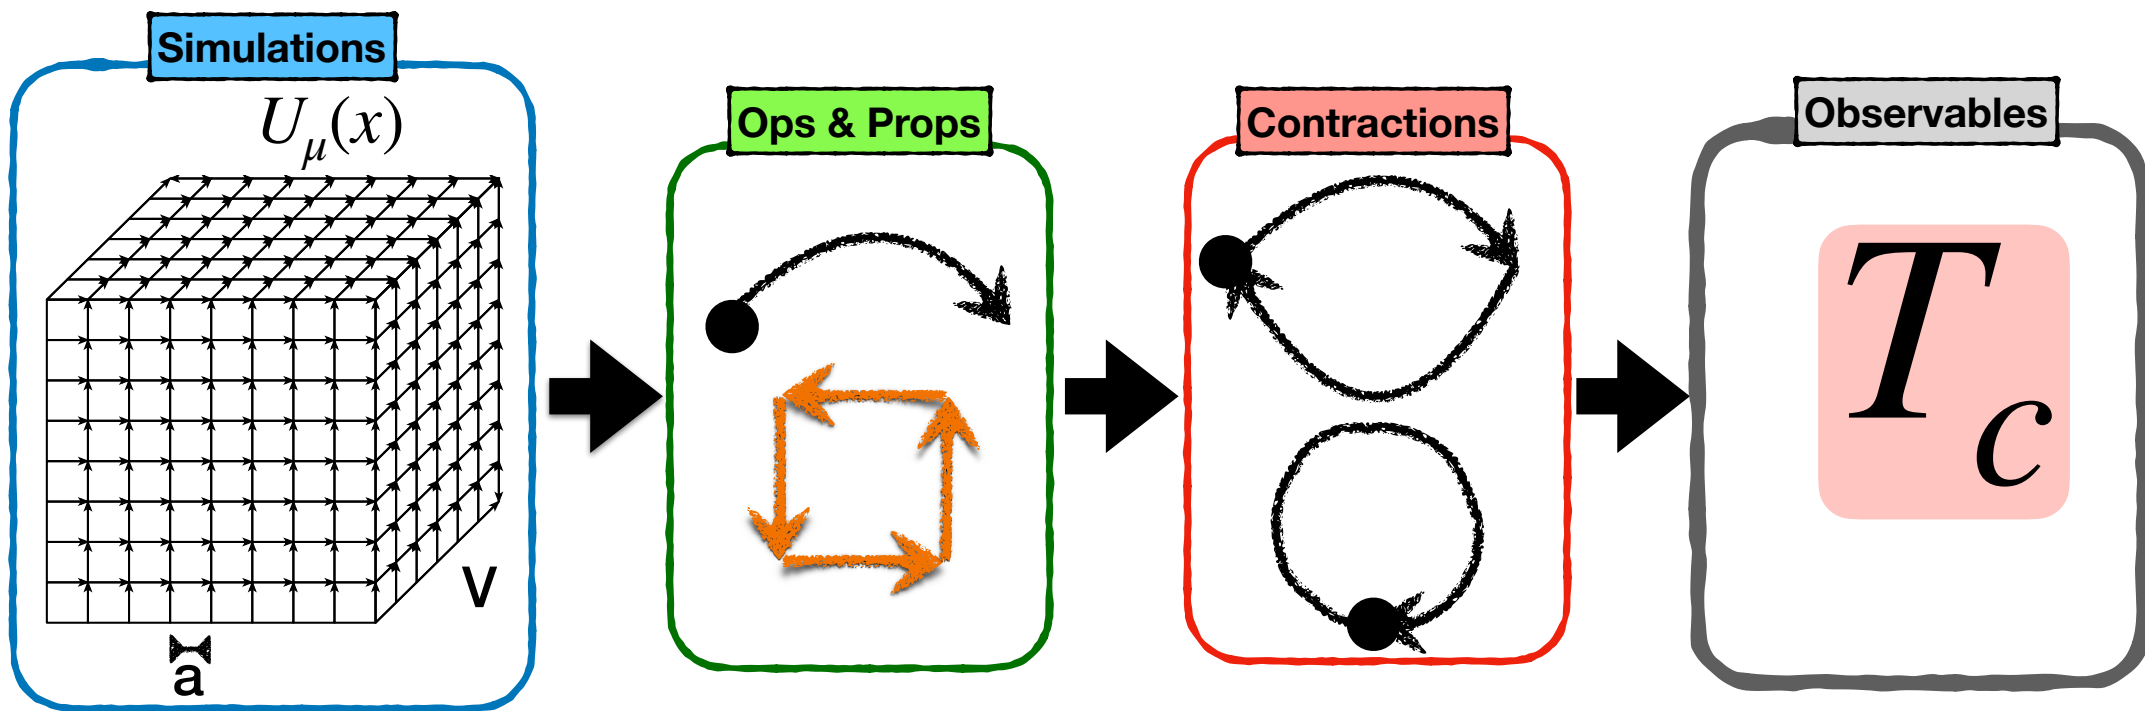 Simulations
U_μ(x)
V
a
Ops & Props
Contractions
Observables
T_c